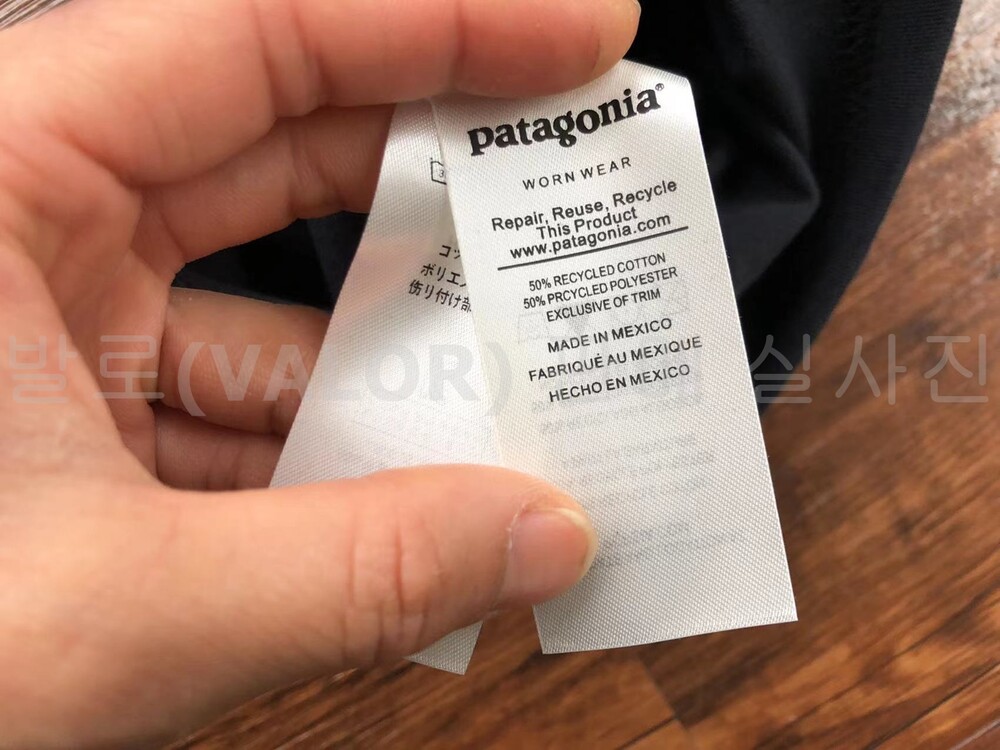 patagonia®
WORN WEAR
Repair, Reuse, Recycle
This Product
www.patagonia.com
50% RECYCLED COTTON
50% PRCYCLED POLYESTER
EXCLUSIVE OF TRIM
MADE IN MEXICO
FABRIQUÉ AU MEXIQUE
HECHO EN MEXICO
コッ
ポリエ
飾り付け部
발로(VALOR) 실사진